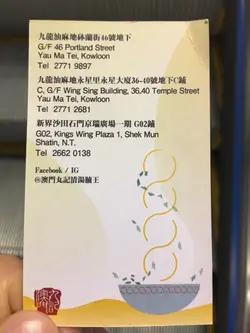 九龍油麻地砵蘭街46號地下
G/F 46 Portland Street
Yau Ma Tei, Kowloon
Tel 2771 9897
九龍油麻地永星里永星大廈36-40號地下C鋪
C, G/F Wing Sing Building, 36,40 Temple Street
Yau Ma Tei, Kowloon
Tel 2771 2681
新界沙田石門京瑞廣場一期 G02鋪
G02, Kings Wing Plaza 1, Shek Mun
Shatin, N.T.
Tel 2662 0138
Facebook / IG
@澳門丸記清湯腩王